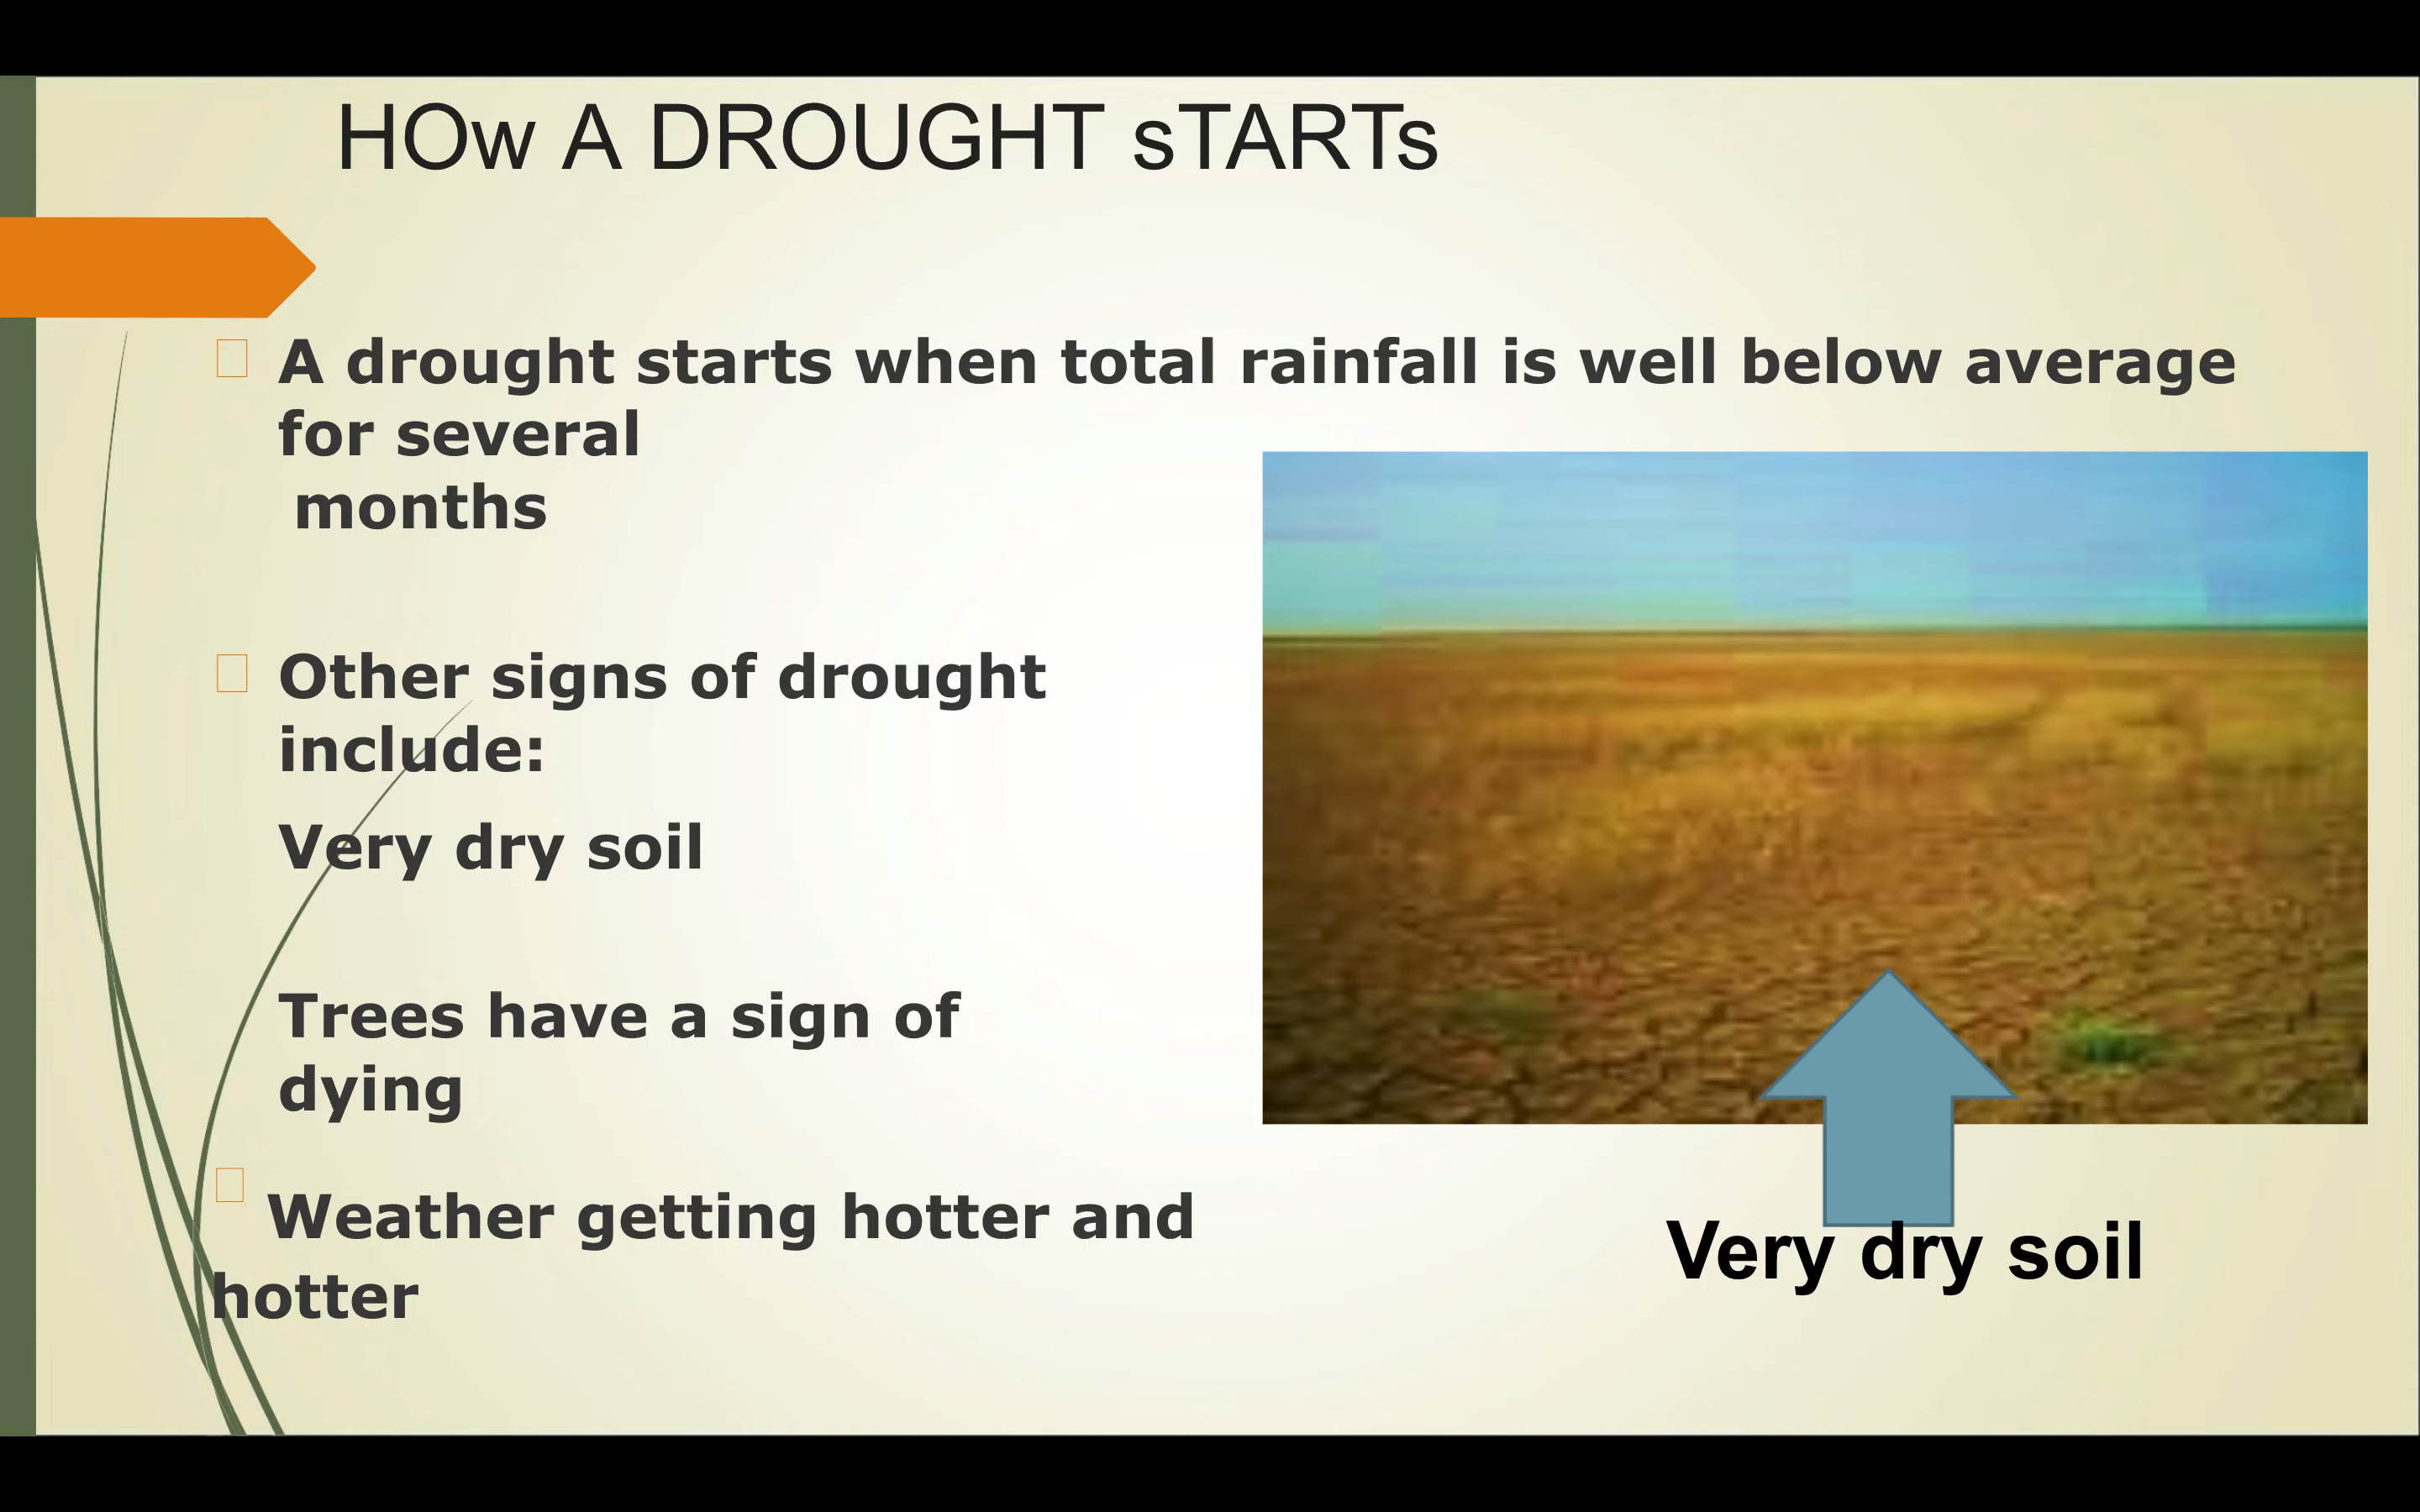 HOw A DROUGHT sTARTs
A drought starts when total rainfall is well below average
for several
months
Other signs of drought
include:
Very dry soil
Trees have a sign of
dying
Weather getting hotter and
hotter
Very dry soil